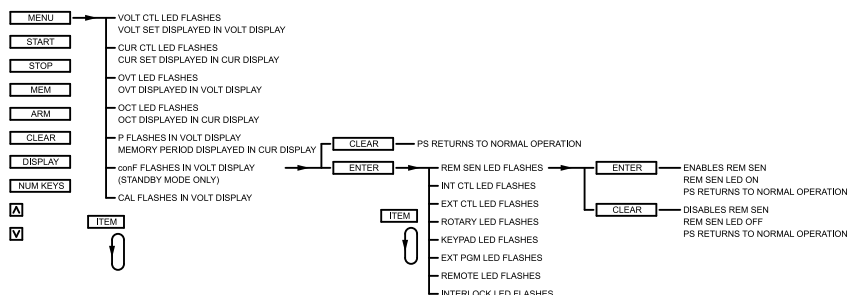 MENU
START
STOP
MEM
ARM
CLEAR
DISPLAY
NUM KEYS
VOLT CTL LED FLASHES
VOLT SET DISPLAYED IN VOLT DISPLAY
CUR CTL LED FLASHES
CUR SET DISPLAYED IN CUR DISPLAY
OVT LED FLASHES
OVT DISPLAYED IN VOLT DISPLAY
OCT LED FLASHES
OCT DISPLAYED IN CUR DISPLAY
P FLASHES IN VOLT DISPLAY
MEMORY PERIOD DISPLAYED IN CUR DISPLAY
conF FLASHES IN VOLT DISPLAY
(STANDBY MODE ONLY)
CAL FLASHES IN VOLT DISPLAY
ITEM
CLEAR
PS RETURNS TO NORMAL OPERATION
ENTER
ITEM
REM SEN LED FLASHES
INT CTL LED FLASHES
EXT CTL LED FLASHES
ROTARY LED FLASHES
KEYPAD LED FLASHES
EXT PGM LED FLASHES
REMOTE LED FLASHES
INTERLOCK LED FLASHES
ENTER
ENABLES REM SEN
REM SEN LED ON
PS RETURNS TO NORMAL OPERATION
CLEAR
DISABLES REM SEN
REM SEN LED OFF
PS RETURNS TO NORMAL OPERATION